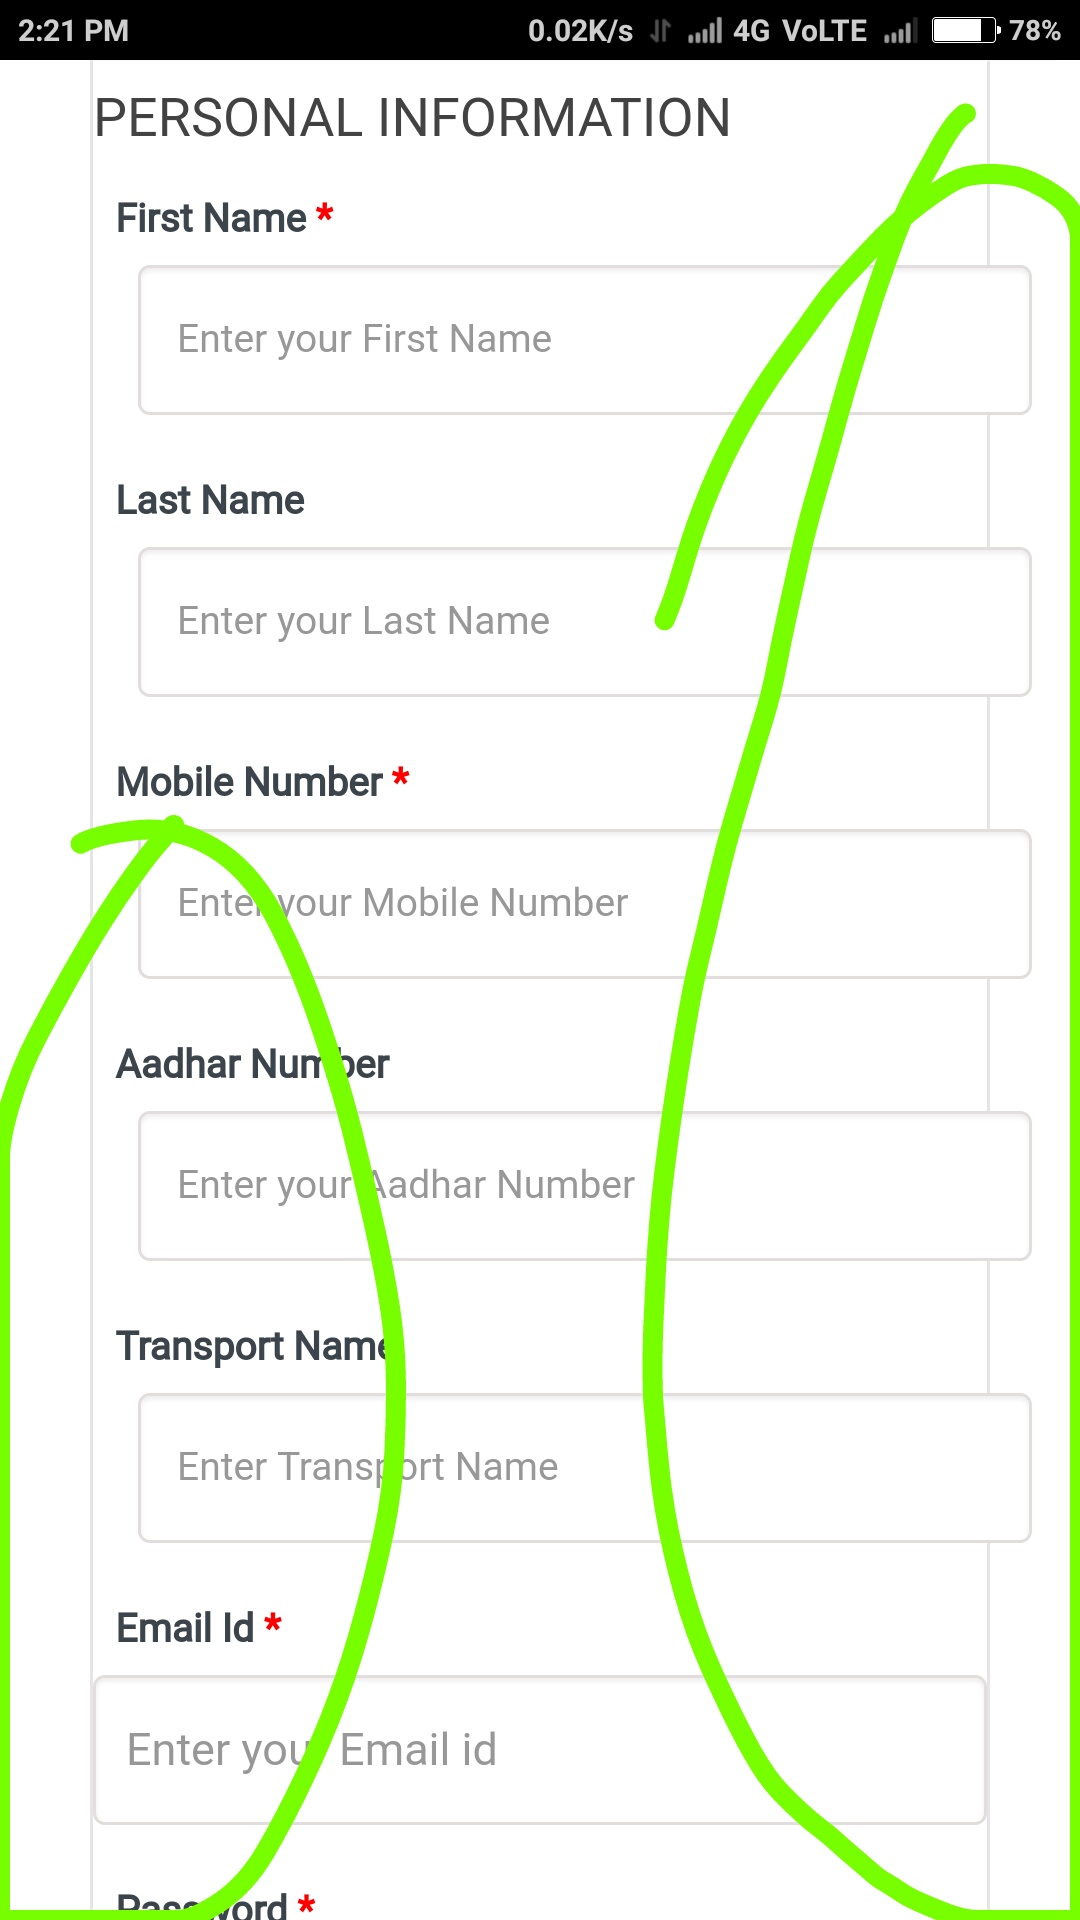 2:21 PM 0.02K/s 4G VoLTE 78%
PERSONAL INFORMATION
First Name *
Enter your First Name
Last Name
Enter your Last Name
Mobile Number *
Enter your Mobile Number
Aadhar Number
Enter your Aadhar Number
Transport Name
Enter Transport Name
Email Id *
Enter your Email id
Password *